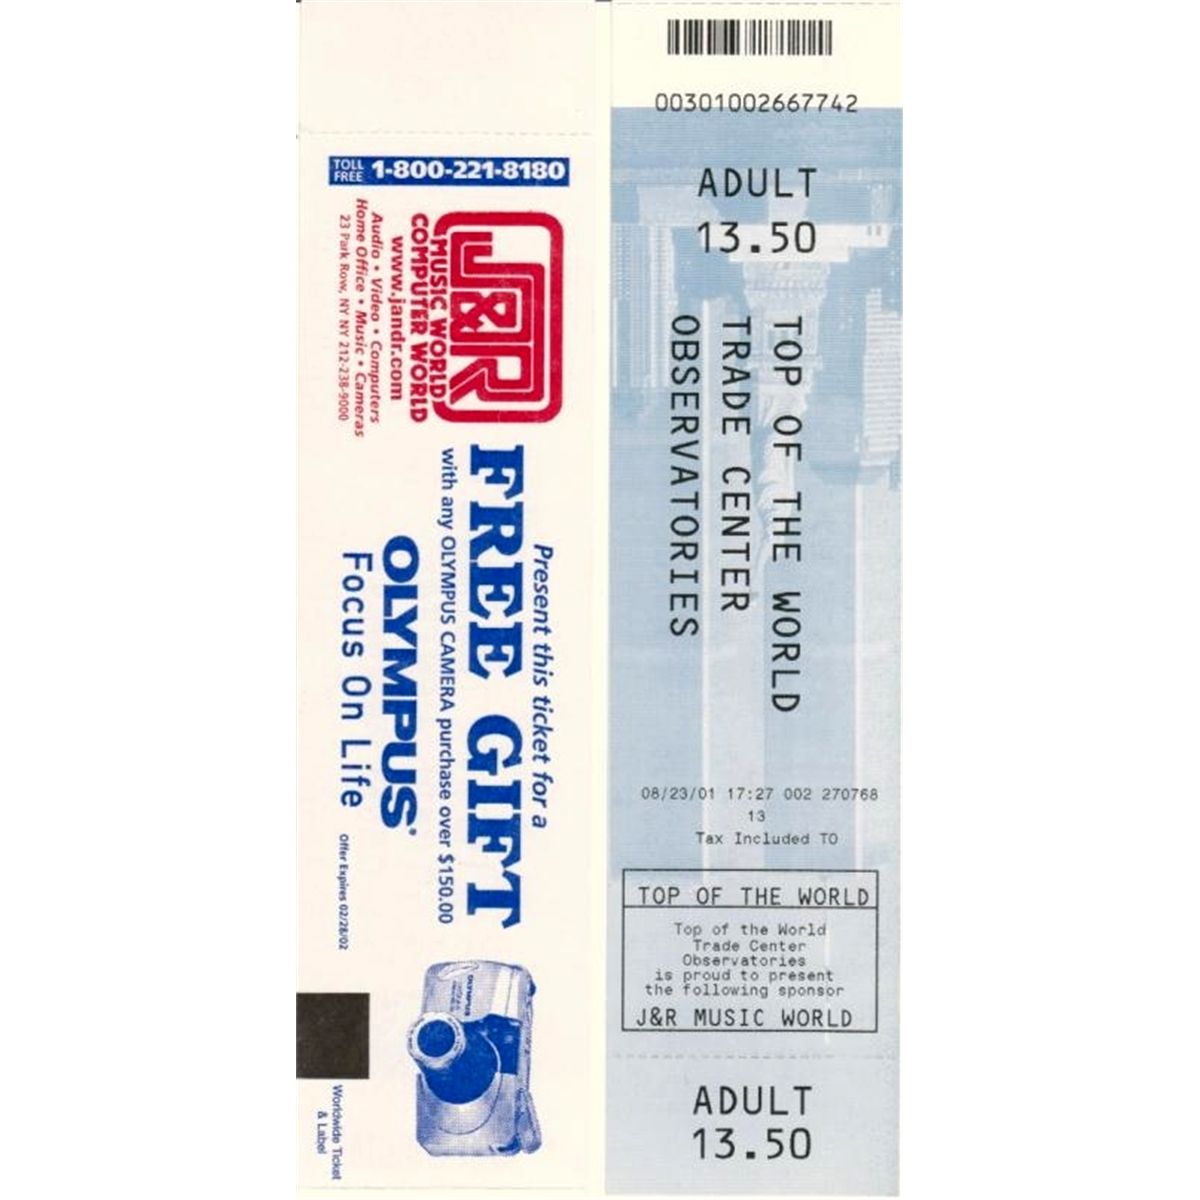 TOLL FREE 1-800-221-8180
J&R
MUSIC WORLD
COMPUTER WORLD
www.jandr.com
Audio • Video • Computers
Home Office • Music • Cameras
23 Park Row, NY NY 212-238-9000
Present this ticket for a
FREE GIFT
with any OLYMPUS CAMERA purchase over $150.00
OLYMPUS®
Focus On Life
Offer Expires 02/28/02
OLYMPUS
Worldwide Ticket
& Label
00301002667742
ADULT
13.50
TOP OF THE WORLD
TRADE CENTER
OBSERVATORIES
08/23/01 17:27 002 270768
13
Tax Included TO
TOP OF THE WORLD
Top of the World
Trade Center
Observatories
is proud to present
the following sponsor
J&R MUSIC WORLD
ADULT
13.50